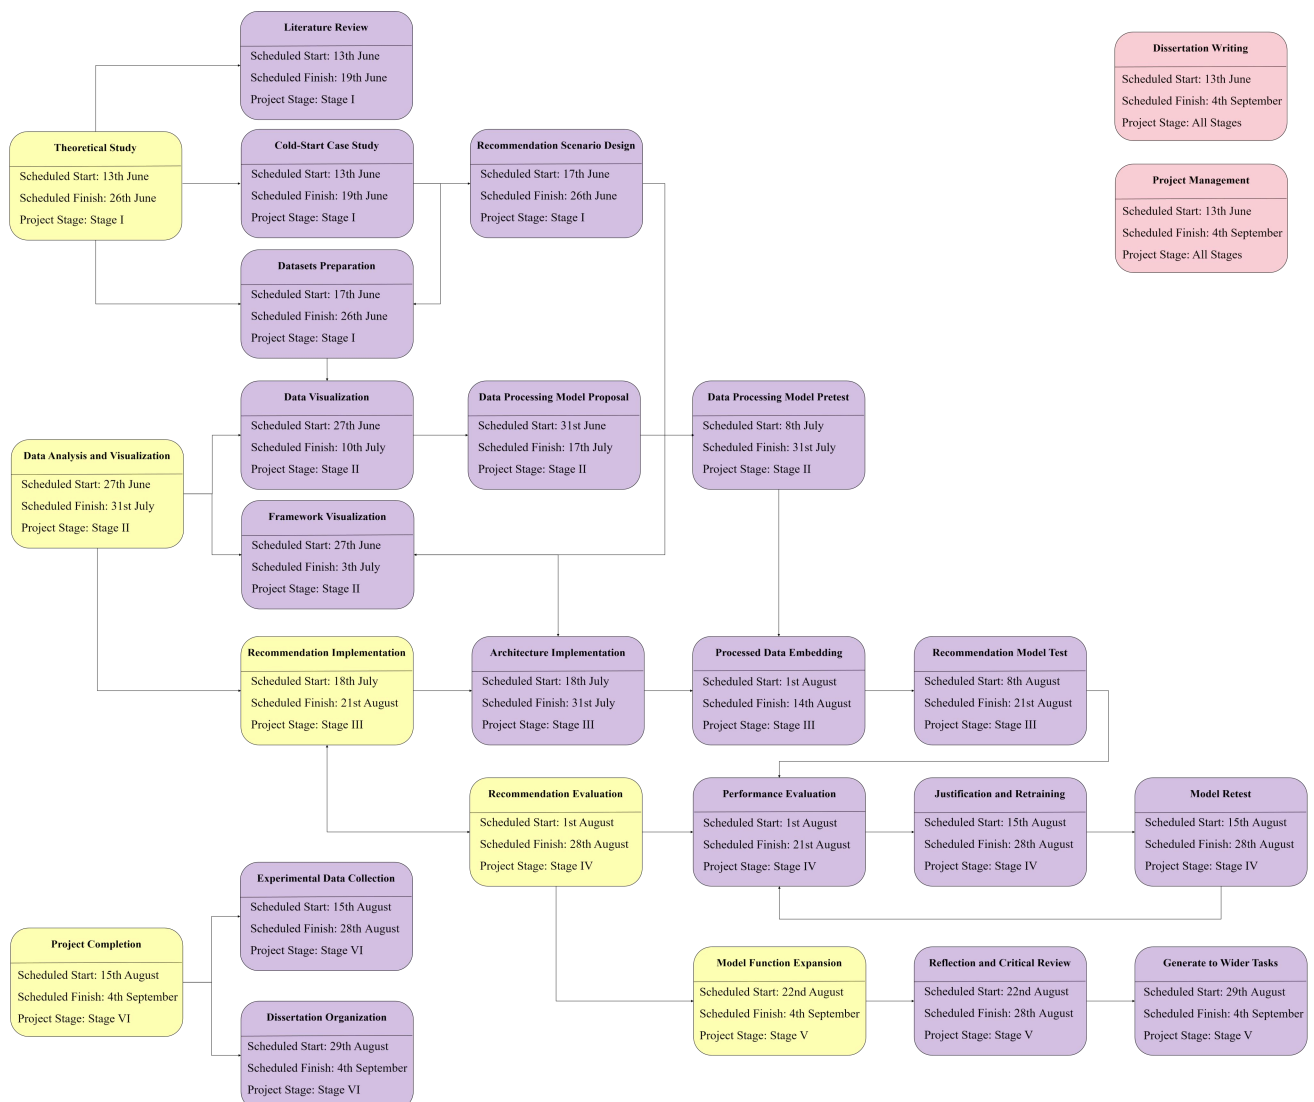 Literature Review
Scheduled Start: 13th June
Scheduled Finish: 19th June
Project Stage: Stage I
Dissertation Writing
Scheduled Start: 13th June
Scheduled Finish: 4th September
Project Stage: All Stages
Theoretical Study
Scheduled Start: 13th June
Scheduled Finish: 26th June
Project Stage: Stage I
Cold-Start Case Study
Scheduled Start: 13th June
Scheduled Finish: 19th June
Project Stage: Stage I
Recommendation Scenario Design
Scheduled Start: 17th June
Scheduled Finish: 26th June
Project Stage: Stage I
Project Management
Scheduled Start: 13th June
Scheduled Finish: 4th September
Project Stage: All Stages
Datasets Preparation
Scheduled Start: 17th June
Scheduled Finish: 26th June
Project Stage: Stage I
Data Visualization
Scheduled Start: 27th June
Scheduled Finish: 10th July
Project Stage: Stage II
Data Processing Model Proposal
Scheduled Start: 31st June
Scheduled Finish: 17th July
Project Stage: Stage II
Data Processing Model Pretest
Scheduled Start: 8th July
Scheduled Finish: 31st July
Project Stage: Stage II
Data Analysis and Visualization
Scheduled Start: 27th June
Scheduled Finish: 31st July
Project Stage: Stage II
Framework Visualization
Scheduled Start: 27th June
Scheduled Finish: 3th July
Project Stage: Stage II
Recommendation Implementation
Scheduled Start: 18th July
Scheduled Finish: 21st August
Project Stage: Stage III
Architecture Implementation
Scheduled Start: 18th July
Scheduled Finish: 31st July
Project Stage: Stage III
Processed Data Embedding
Scheduled Start: 1st August
Scheduled Finish: 14th August
Project Stage: Stage III
Recommendation Model Test
Scheduled Start: 8th August
Scheduled Finish: 21st August
Project Stage: Stage III
Recommendation Evaluation
Scheduled Start: 1st August
Scheduled Finish: 28th August
Project Stage: Stage IV
Performance Evaluation
Scheduled Start: 1st August
Scheduled Finish: 21st August
Project Stage: Stage IV
Justification and Retraining
Scheduled Start: 15th August
Scheduled Finish: 28th August
Project Stage: Stage IV
Model Retest
Scheduled Start: 15th August
Scheduled Finish: 28th August
Project Stage: Stage IV
Experimental Data Collection
Scheduled Start: 15th August
Scheduled Finish: 28th August
Project Stage: Stage VI
Project Completion
Scheduled Start: 15th August
Scheduled Finish: 4th September
Project Stage: Stage VI
Model Function Expansion
Scheduled Start: 22nd August
Scheduled Finish: 4th September
Project Stage: Stage V
Reflection and Critical Review
Scheduled Start: 22nd August
Scheduled Finish: 28th August
Project Stage: Stage V
Generate to Wider Tasks
Scheduled Start: 29th August
Scheduled Finish: 4th September
Project Stage: Stage V
Dissertation Organization
Scheduled Start: 29th August
Scheduled Finish: 4th September
Project Stage: Stage VI